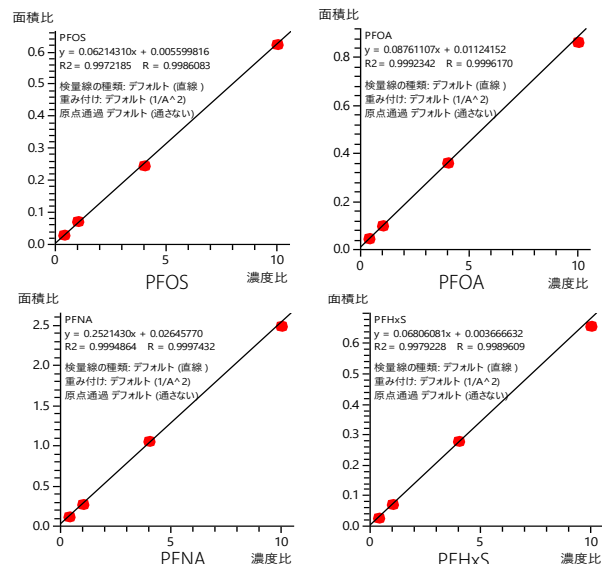 面積比
PFOS
y = 0.06214310x + 0.005599816
R2 = 0.9972185 R = 0.9986083
検量線の種類: デフォルト (直線 )
重み付け: デフォルト (1/A^2)
原点通過 デフォルト (通さない)
0.6
0.5
0.4
0.3
0.2
0.1
0.0
0
5
10
PFOS
濃度比
面積比
PFOA
y = 0.08761107x + 0.01124152
R2 = 0.9992342 R = 0.9996170
検量線の種類: デフォルト (直線 )
重み付け: デフォルト (1/A^2)
原点通過 デフォルト (通さない)
0.8
0.6
0.4
0.2
0.0
0
5
10
PFOA
濃度比
面積比
PFNA
y = 0.2521430x + 0.02645770
R2 = 0.9994864 R = 0.9997432
検量線の種類: デフォルト (直線 )
重み付け: デフォルト (1/A^2)
原点通過 デフォルト (通さない)
2.5
2.0
1.5
1.0
0.5
0.0
0
5
10
PFNA
濃度比
面積比
PFHxS
y = 0.06806081x + 0.003666632
R2 = 0.9979228 R = 0.9989609
検量線の種類: デフォルト (直線 )
重み付け: デフォルト (1/A^2)
原点通過 デフォルト (通さない)
0.6
0.5
0.4
0.3
0.2
0.1
0.0
0
5
10
PFHxS
濃度比